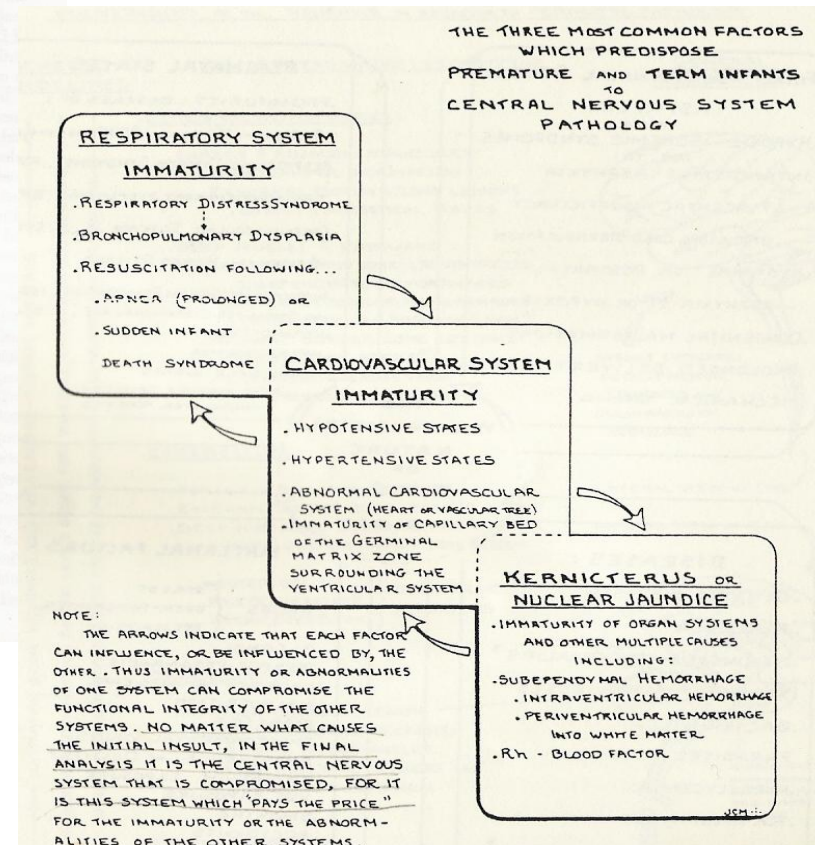 THE THREE MOST COMMON FACTORS
WHICH PREDISPOSE
PREMATURE AND TERM INFANTS
TO
CENTRAL NERVOUS SYSTEM
PATHOLOGY
RESPIRATORY SYSTEM
IMMATURITY
.RESPIRATORY DISTRESS SYNDROME
.BRONCHOPULMONARY DYSPLASIA
.RESUSCITATION FOLLOWING...
.APNEA (PROLONGED) OR
.SUDDEN INFANT
DEATH SYNDROME
CARDIOVASCULAR SYSTEM
IMMATURITY
.HYPOTENSIVE STATES
.HYPERTENSIVE STATES
.ABNORMAL CARDIOVASCULAR
SYSTEM (HEART OR VASCULAR TREE)
.IMMATURITY OF CAPILLARY BED
OF THE GERMINAL
MATRIX ZONE
SURROUNDING THE
VENTRICULAR SYSTEM
KERNICTERUS OR
NUCLEAR JAUNDICE
.IMMATURITY OF ORGAN SYSTEMS
AND OTHER MULTIPLE CAUSES
INCLUDING:
.SUBEPENDYMAL HEMORRHAGE
.INTRAVENTRICULAR HEMORRHAGE
.PERIVENTRICULAR HEMORRHAGE
INTO WHITE MATTER
.Rh - BLOOD FACTOR
JCM
NOTE:
THE ARROWS INDICATE THAT EACH FACTOR
CAN INFLUENCE, OR BE INFLUENCED BY, THE
OTHER. THUS IMMATURITY OR ABNORMALITIES
OF ONE SYSTEM CAN COMPROMISE THE
FUNCTIONAL INTEGRITY OF THE OTHER
SYSTEMS. NO MATTER WHAT CAUSES
THE INITIAL INSULT, IN THE FINAL
ANALYSIS IT IS THE CENTRAL NERVOUS
SYSTEM THAT IS COMPROMISED, FOR IT
IS THIS SYSTEM WHICH "PAYS THE PRICE"
FOR THE IMMATURITY OR THE ABNORM-
ALITIES OF THE OTHER SYSTEMS.